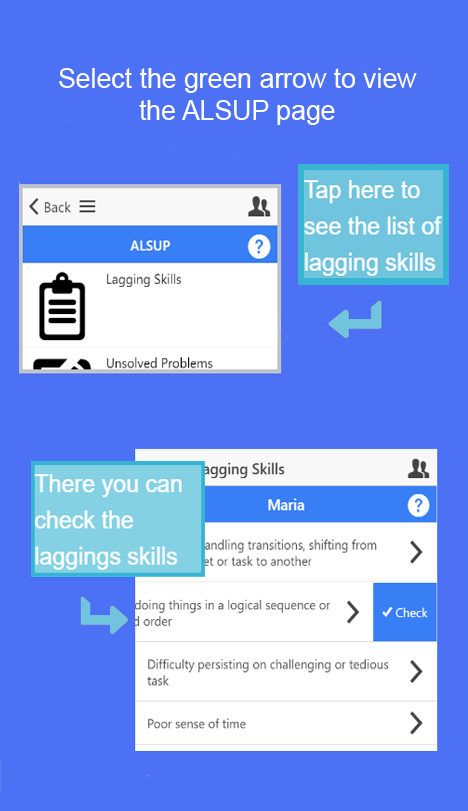 Select the green arrow to view
the ALSUP page
Tap here to
see the list of
lagging skills
Back
ALSUP
?
Lagging Skills
Unsolved Problems
There you can
check the
laggings skills
agging Skills
Maria
?
andling transitions, shifting from
et or task to another
doing things in a logical sequence or
d order
Check
Difficulty persisting on challenging or tedious
task
Poor sense of time